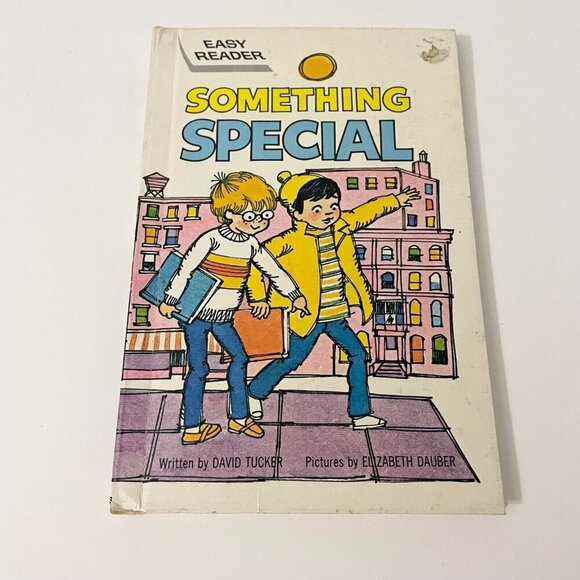 EASY
READER
SOMETHING
SPECIAL
Written by DAVID TUCKER Pictures by ELIZABETH DAUBER